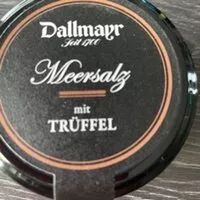 Dallmayr
Seit 1700
Meersalz
mit
TRÜFFEL